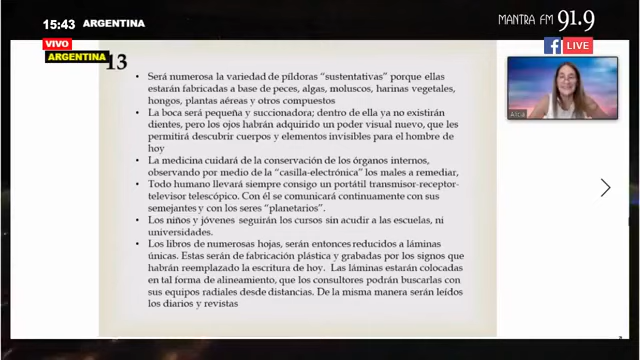 15:43 ARGENTINA
MANTRA FM 91.9
VIVO
f LIVE
ARGENTINA
13
• Será numerosa la variedad de píldoras “sustentativas” porque ellas
estarán fabricadas a base de peces, algas, moluscos, harinas vegetales,
hongos, plantas aéreas y otros compuestos
• La boca será pequeña y succionadora; dentro de ella ya no existirán
dientes, pero los ojos habrán adquirido un poder visual nuevo, que les
permitirá descubrir cuerpos y elementos invisibles para el hombre de
hoy
• La medicina cuidará de la conservación de los órganos internos,
observando por medio de la “casilla-electrónica” los males a remediar,
• Todo humano llevará siempre consigo un portátil transmisor-receptor-
televisor telescópico. Con él se comunicará continuamente con sus
semejantes y con los seres “planetarios”.
• Los niños y jóvenes seguirán los cursos sin acudir a las escuelas, ni
universidades.
• Los libros de numerosas hojas, serán entonces reducidos a láminas
únicas. Estas serán de fabricación plástica y grabadas por los signos que
habrán reemplazado la escritura de hoy. Las láminas estarán colocadas
en tal forma de alineamiento, que los consultores podrán buscarlas con
sus equipos radiales desde distancias. De la misma manera serán leídos
los diarios y revistas